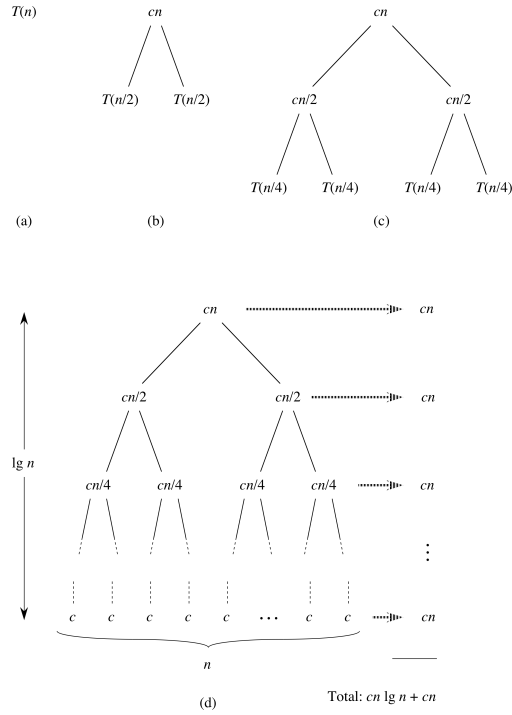 T(n) cn cn
T(n/2) T(n/2) cn/2 cn/2
T(n/4) T(n/4) T(n/4) T(n/4)
(a) (b) (c)
cn cn
cn/2 cn/2 cn
lg n
cn/4 cn/4 cn/4 cn/4 cn
c c c c c … c c cn
n
(d)
Total: cn lg n + cn